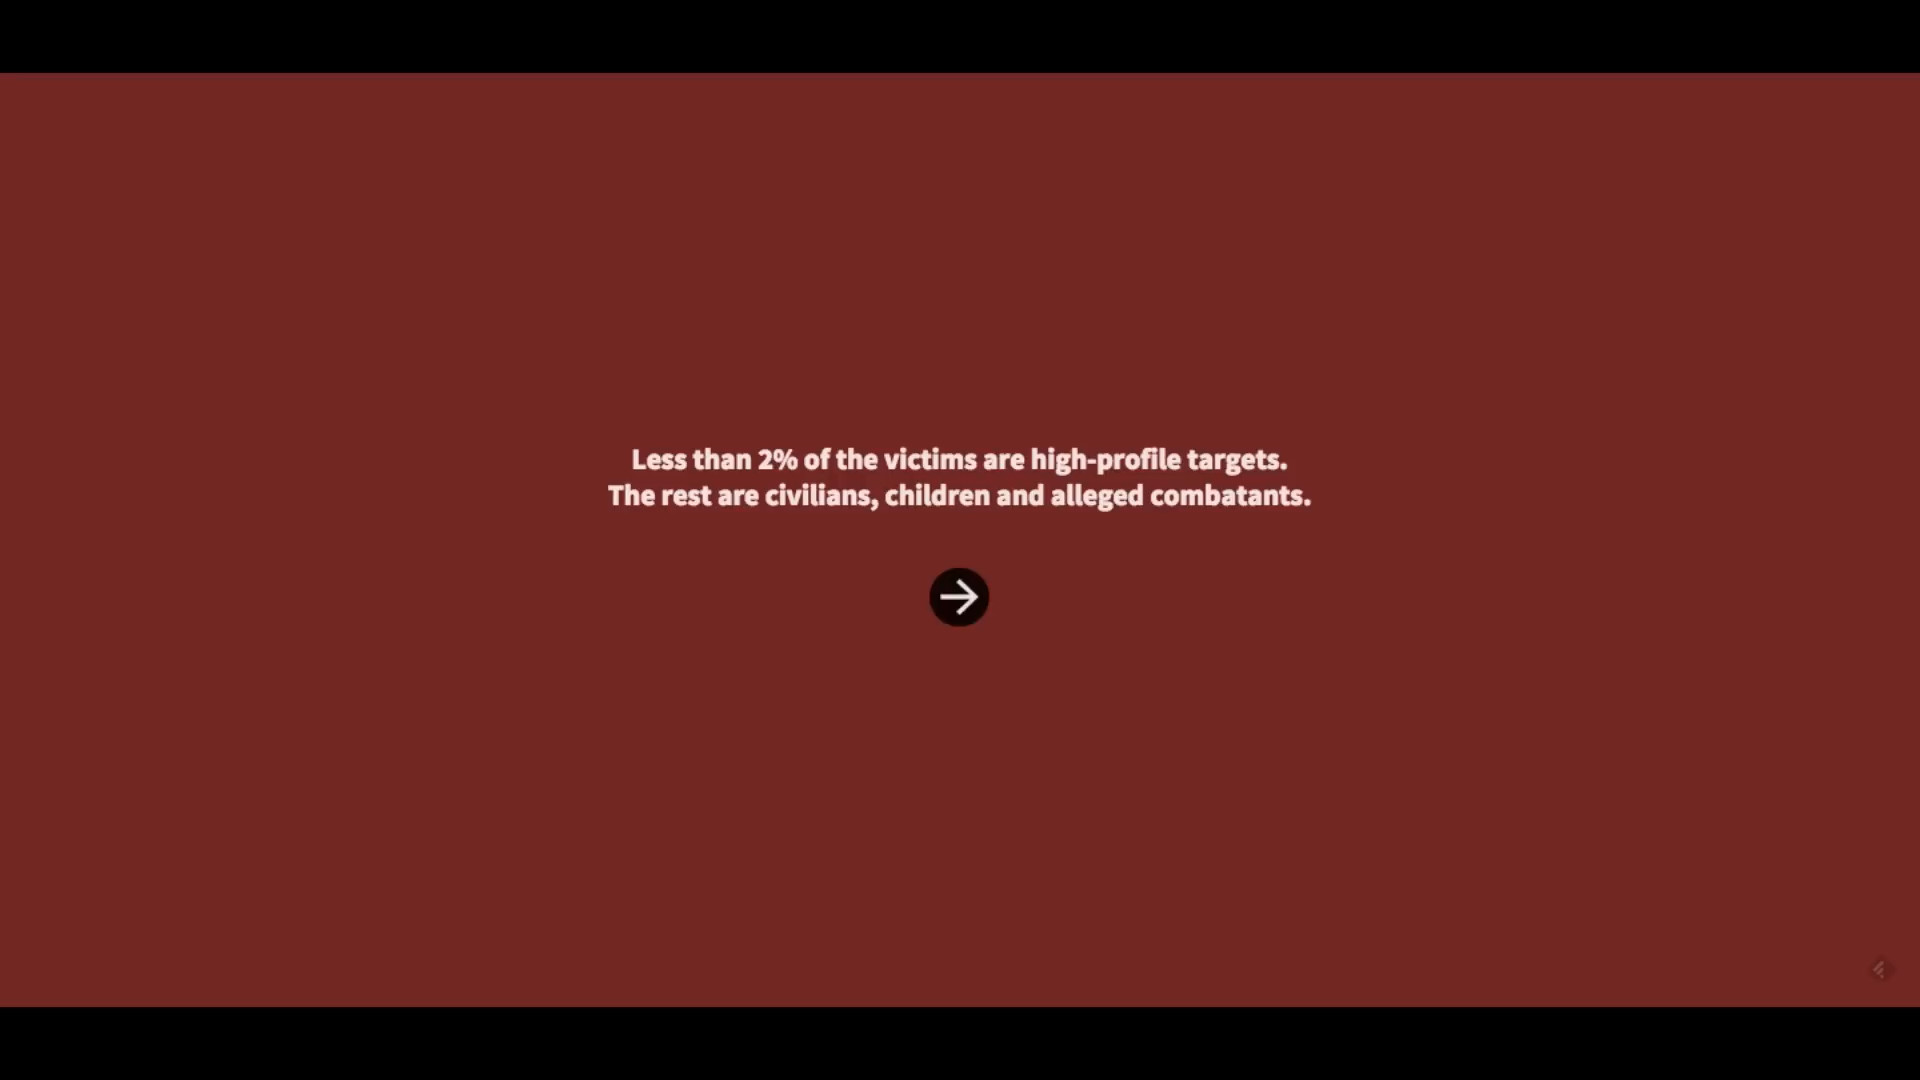 Less than 2% of the victims are high-profile targets.
The rest are civilians, children and alleged combatants.